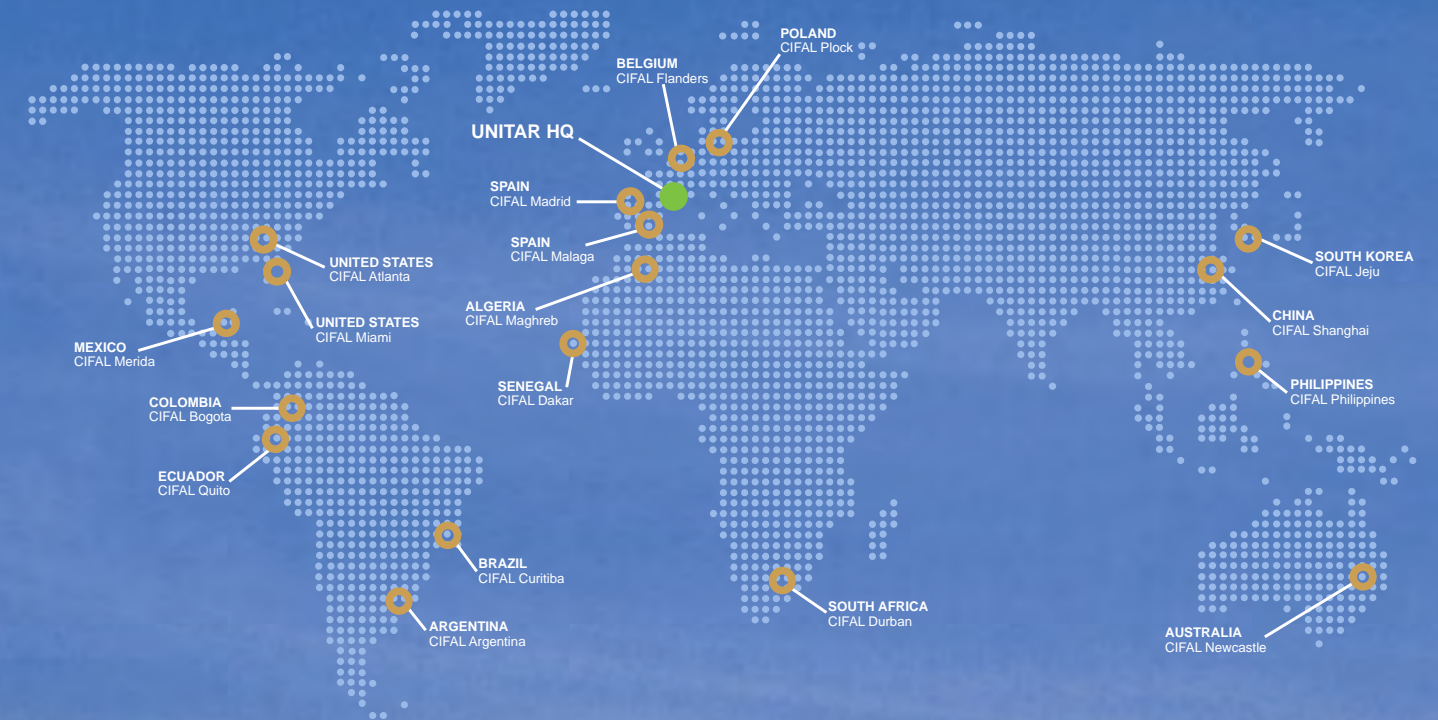 POLAND
CIFAL Plock
BELGIUM
CIFAL Flanders
UNITAR HQ
SPAIN
CIFAL Madrid
SPAIN
CIFAL Malaga
UNITED STATES
CIFAL Atlanta
SOUTH KOREA
CIFAL Jeju
ALGERIA
CIFAL Maghreb
UNITED STATES
CIFAL Miami
CHINA
CIFAL Shanghai
MEXICO
CIFAL Merida
SENEGAL
CIFAL Dakar
PHILIPPINES
CIFAL Philippines
COLOMBIA
CIFAL Bogota
ECUADOR
CIFAL Quito
BRAZIL
CIFAL Curitiba
SOUTH AFRICA
CIFAL Durban
ARGENTINA
CIFAL Argentina
AUSTRALIA
CIFAL Newcastle